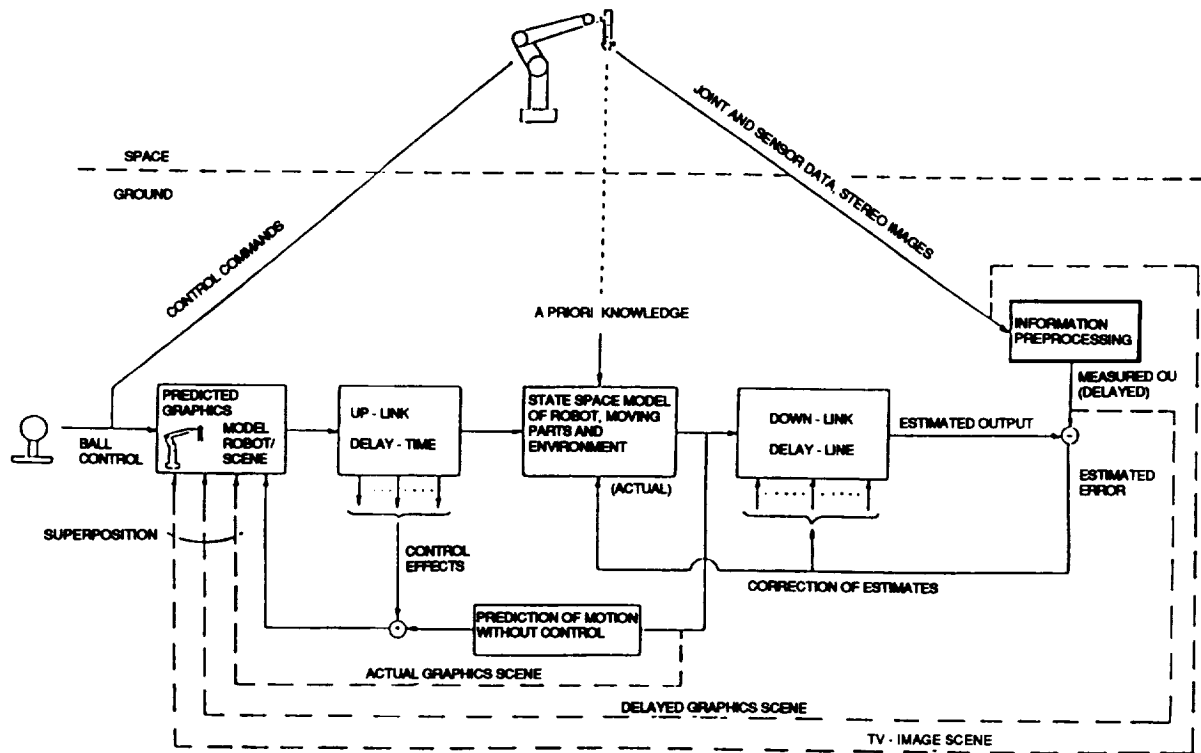 SPACE
GROUND
CONTROL COMMANDS
JOINT AND SENSOR DATA, STEREO IMAGES
A PRIORI KNOWLEDGE
INFORMATION
PREPROCESSING
MEASURED OU
(DELAYED)
BALL
CONTROL
PREDICTED
GRAPHICS
MODEL
ROBOT/
SCENE
UP - LINK
DELAY - TIME
STATE SPACE MODEL
OF ROBOT, MOVING
PARTS AND
ENVIRONMENT
(ACTUAL)
DOWN - LINK
DELAY - LINE
ESTIMATED OUTPUT
ESTIMATED
ERROR
SUPERPOSITION
CONTROL
EFFECTS
CORRECTION OF ESTIMATES
PREDICTION OF MOTION
WITHOUT CONTROL
ACTUAL GRAPHICS SCENE
DELAYED GRAPHICS SCENE
TV - IMAGE SCENE